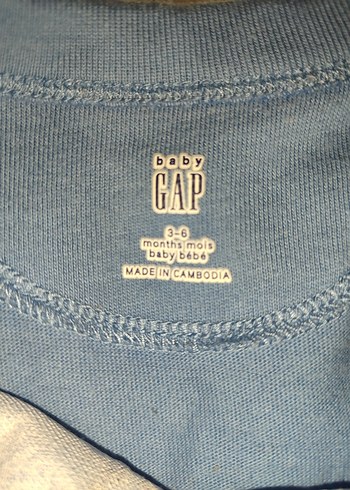 baby
GAP
3-6
months mois
baby bébé
MADE IN CAMBODIA